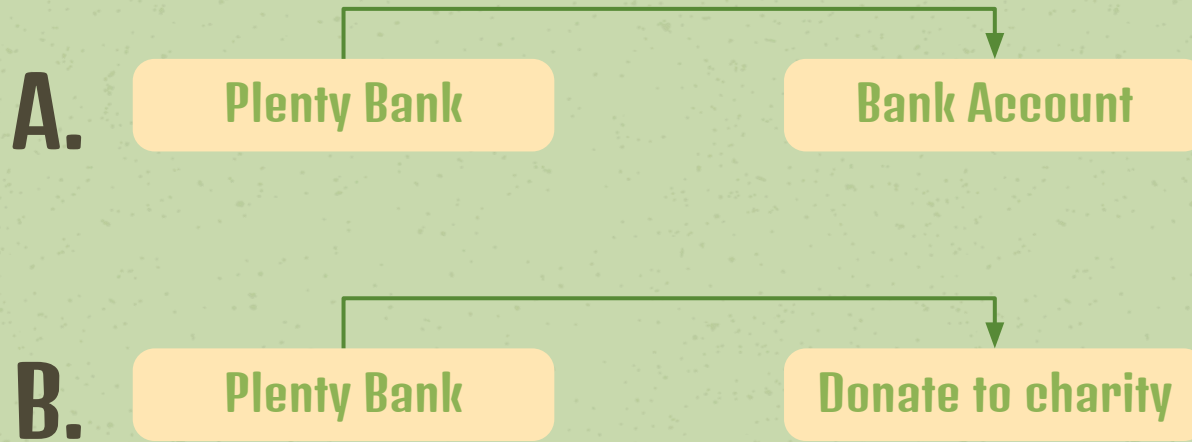 A.
Plenty Bank
Bank Account
B.
Plenty Bank
Donate to charity